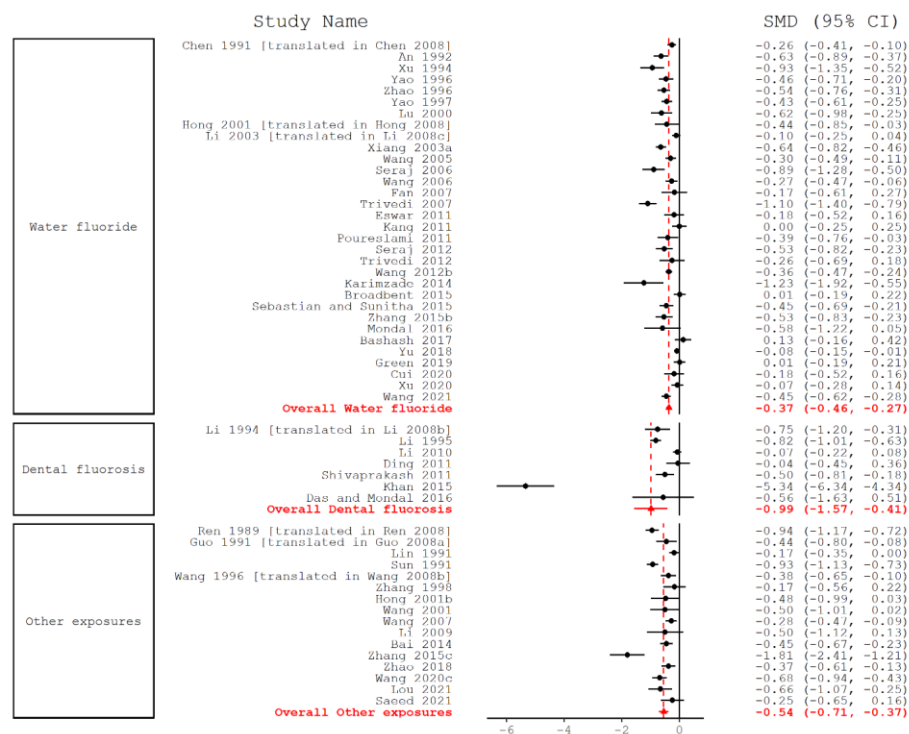 Study Name SMD (95% CI)
Chen 1991 [translated in Chen 2008] -0.26 (-0.41, -0.10)
An 1992 -0.63 (-0.89, -0.37)
Xu 1994 -0.93 (-1.35, -0.52)
Yao 1996 -0.46 (-0.71, -0.20)
Zhao 1996 -0.54 (-0.76, -0.31)
Yao 1997 -0.43 (-0.61, -0.25)
Lu 2000 -0.62 (-0.98, -0.25)
Hong 2001 [translated in Hong 2008] -0.44 (-0.85, -0.03)
Li 2003 [translated in Li 2008c] -0.10 (-0.25, 0.04)
Xiang 2003a -0.64 (-0.82, -0.46)
Wang 2005 -0.30 (-0.49, -0.11)
Seraj 2006 -0.89 (-1.28, -0.50)
Wang 2006 -0.27 (-0.47, -0.06)
Fan 2007 -0.17 (-0.61, 0.27)
Trivedi 2007 -1.10 (-1.40, -0.79)
Eswar 2011 -0.18 (-0.52, 0.16)
Water fluoride
Kang 2011 0.00 (-0.25, 0.25)
Poureslami 2011 -0.39 (-0.76, -0.03)
Seraj 2012 -0.53 (-0.82, -0.23)
Trivedi 2012 -0.26 (-0.69, 0.18)
Wang 2012b -0.36 (-0.47, -0.24)
Karimzade 2014 -1.23 (-1.92, -0.55)
Broadbent 2015 0.01 (-0.19, 0.22)
Sebastian and Sunitha 2015 -0.45 (-0.69, -0.21)
Zhang 2015b -0.53 (-0.83, -0.23)
Mondal 2016 -0.58 (-1.22, 0.05)
Bashash 2017 0.13 (-0.16, 0.42)
Yu 2018 -0.08 (-0.15, -0.01)
Green 2019 0.01 (-0.19, 0.21)
Cui 2020 -0.18 (-0.52, 0.16)
Xu 2020 -0.07 (-0.28, 0.14)
Wang 2021 -0.45 (-0.62, -0.28)
Overall Water fluoride -0.37 (-0.46, -0.27)
Li 1994 [translated in Li 2008b] -0.75 (-1.20, -0.31)
Li 1995 -0.82 (-1.01, -0.63)
Li 2010 -0.07 (-0.22, 0.08)
Dental fluorosis
Ding 2011 -0.04 (-0.45, 0.36)
Shivaprakash 2011 -0.50 (-0.81, -0.18)
Khan 2015 -5.34 (-6.34, -4.34)
Das and Mondal 2016 -0.56 (-1.63, 0.51)
Overall Dental fluorosis -0.99 (-1.57, -0.41)
Ren 1989 [translated in Ren 2008] -0.94 (-1.17, -0.72)
Guo 1991 [translated in Guo 2008a] -0.44 (-0.80, -0.08)
Lin 1991 -0.17 (-0.35, 0.00)
Sun 1991 -0.93 (-1.13, -0.73)
Wang 1996 [translated in Wang 2008b] -0.38 (-0.65, -0.10)
Zhang 1998 -0.17 (-0.56, 0.22)
Hong 2001b -0.48 (-0.99, 0.03)
Wang 2001 -0.50 (-1.01, 0.02)
Other exposures
Wang 2007 -0.28 (-0.47, -0.09)
Li 2009 -0.50 (-1.12, 0.13)
Bai 2014 -0.45 (-0.67, -0.23)
Zhang 2015c -1.81 (-2.41, -1.21)
Zhao 2018 -0.37 (-0.61, -0.13)
Wang 2020c -0.68 (-0.94, -0.43)
Lou 2021 -0.66 (-1.07, -0.25)
Saeed 2021 -0.25 (-0.65, 0.16)
Overall Other exposures -0.54 (-0.71, -0.37)
-6 -4 -2 0